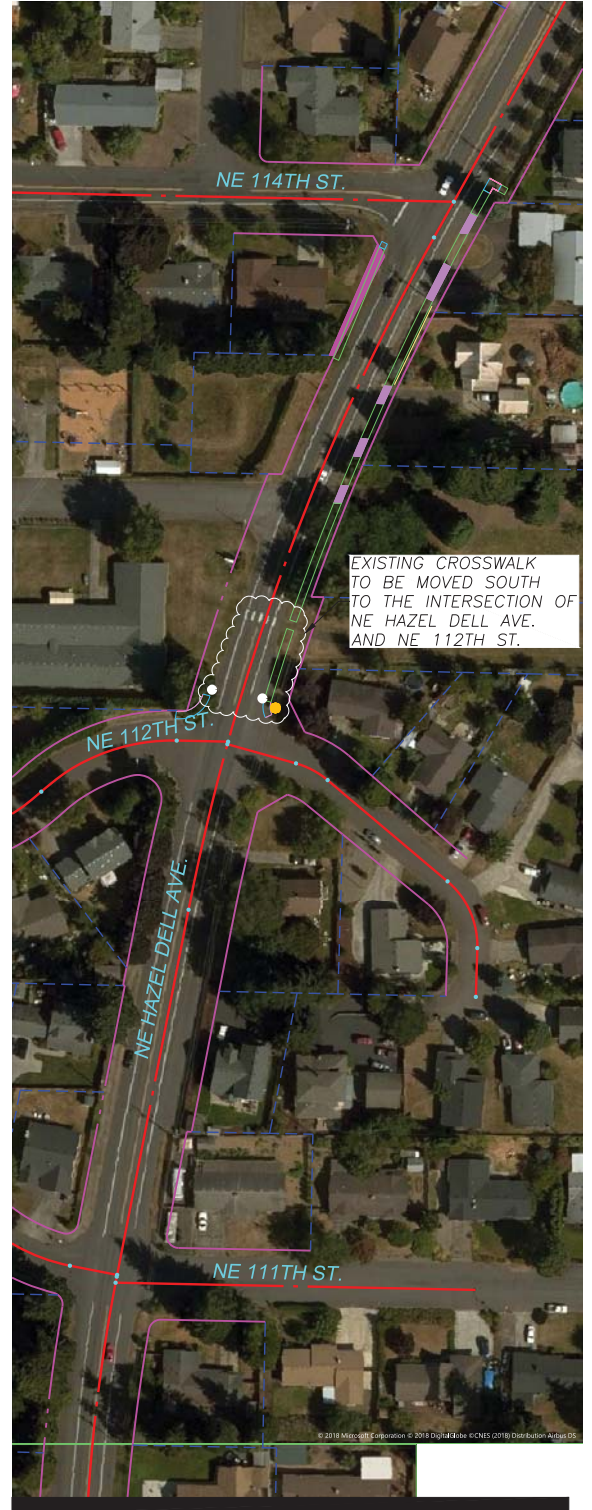 NE 114TH ST.
EXISTING CROSSWALK
TO BE MOVED SOUTH
TO THE INTERSECTION OF
NE HAZEL DELL AVE.
AND NE 112TH ST.
NE 112TH ST.
NE HAZEL DELL AVE.
NE 111TH ST.
© 2018 Microsoft Corporation © 2018 DigitalGlobe ©CNES (2018) Distribution Airbus DS